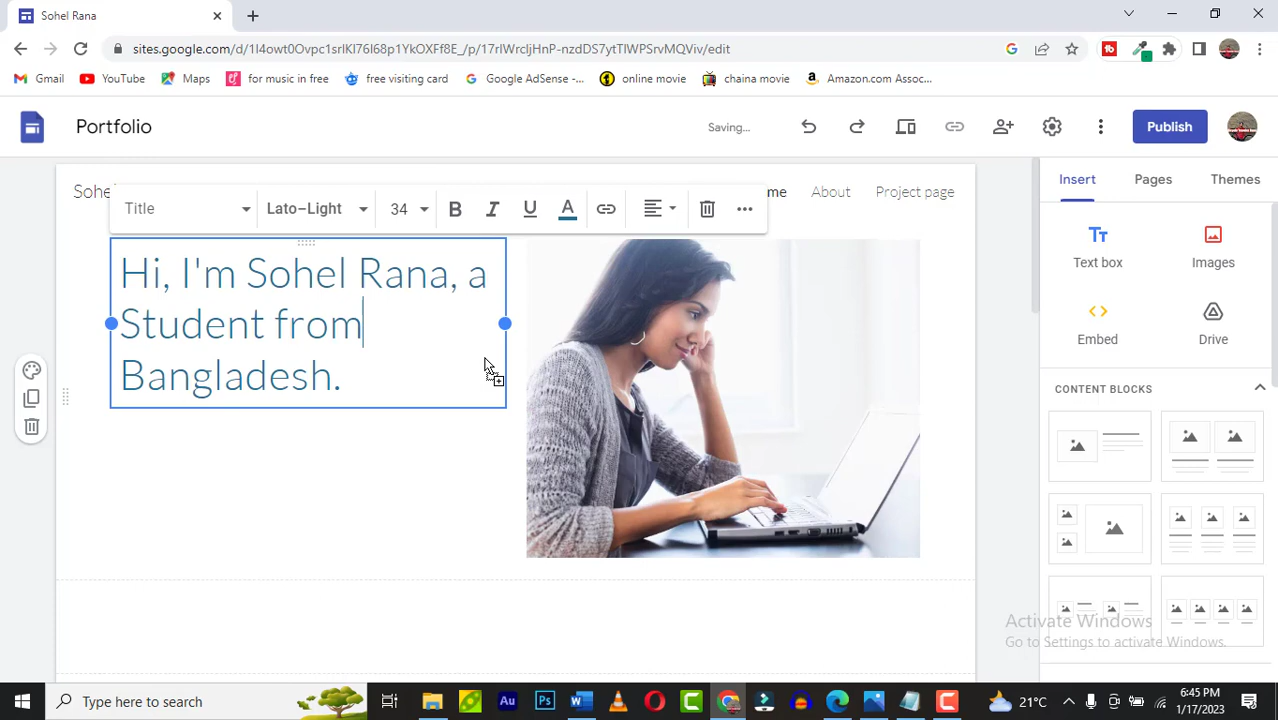 Sohel Rana
sites.google.com/d/1I4owt0Ovpc1srIKI76I68p1YkOXFf8E_/p/17rIWrcljHnP-nzdDS7ytTlWPSrvMQViv/edit
Gmail
YouTube
Maps
for music in free
free visiting card
Google AdSense -...
online movie
chaina movie
Amazon.com Assoc...
Portfolio
Saving...
Publish
Sohel
me
About
Project page
Insert
Pages
Themes
Title
Lato–Light
34
B
I
U
A
Text box
Images
Hi, I'm Sohel Rana, a
Student from
Bangladesh.
Embed
Drive
CONTENT BLOCKS
Activate Windows
Go to Settings to activate Windows.
Type here to search
21°C
6:45 PM
1/17/2023